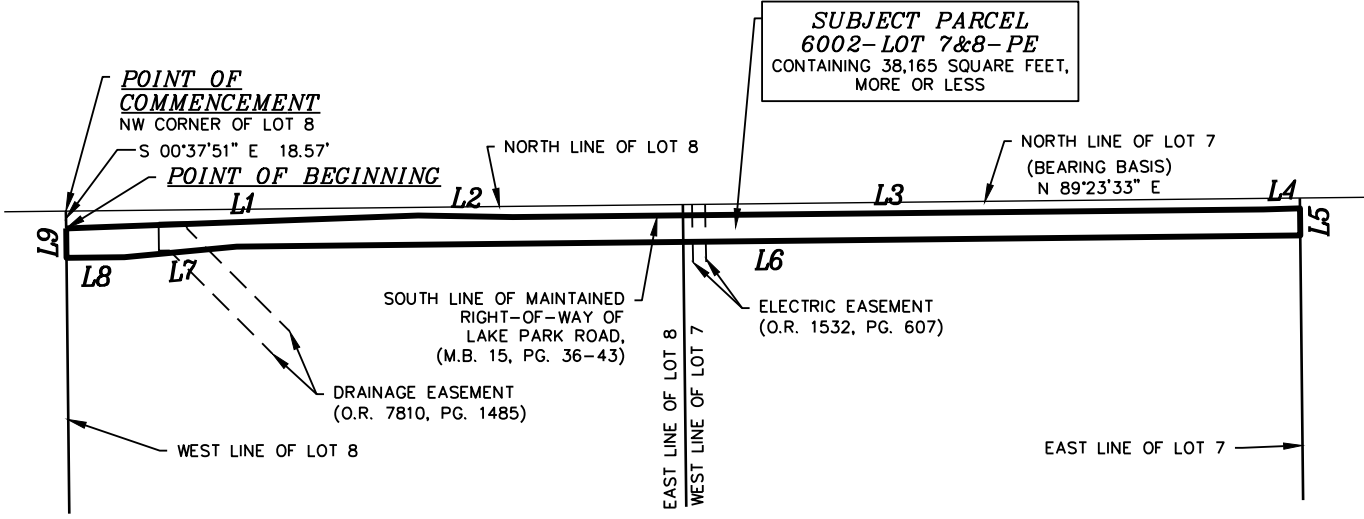 SUBJECT PARCEL
6002-LOT 7&8-PE
CONTAINING 38,165 SQUARE FEET,
MORE OR LESS
POINT OF
COMMENCEMENT
NW CORNER OF LOT 8
S 00°37'51" E 18.57'
POINT OF BEGINNING
NORTH LINE OF LOT 8
NORTH LINE OF LOT 7
(BEARING BASIS)
N 89°23'33" E
L1
L2
L3
L4
L5
L9
L8
L7
L6
SOUTH LINE OF MAINTAINED
RIGHT-OF-WAY OF
LAKE PARK ROAD,
(M.B. 15, PG. 36-43)
ELECTRIC EASEMENT
(O.R. 1532, PG. 607)
DRAINAGE EASEMENT
(O.R. 7810, PG. 1485)
WEST LINE OF LOT 8
EAST LINE OF LOT 8
WEST LINE OF LOT 7
EAST LINE OF LOT 7